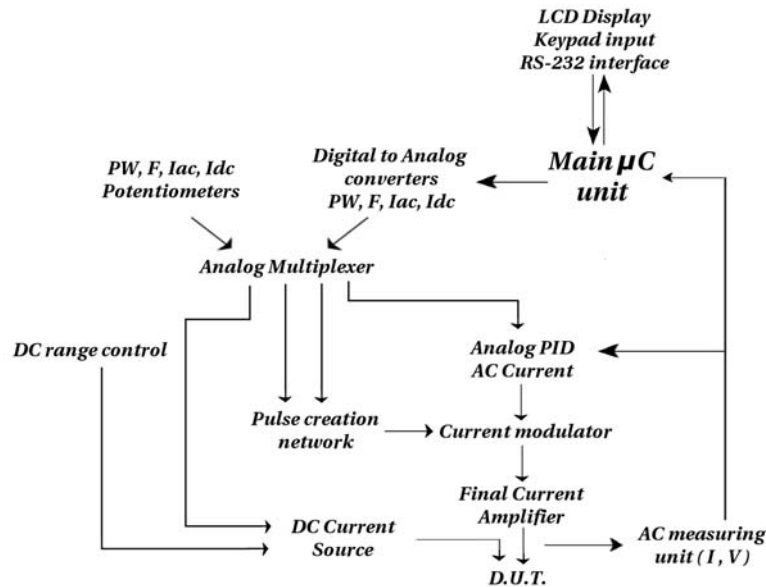 LCD Display
Keypad input
RS-232 interface
Main µC
unit
Digital to Analog
converters
PW, F, Iac, Idc
PW, F, Iac, Idc
Potentiometers
Analog Multiplexer
DC range control
Analog PID
AC Current
Pulse creation
network
Current modulator
Final Current
Amplifier
DC Current
Source
AC measuring
unit ( I , V )
D.U.T.